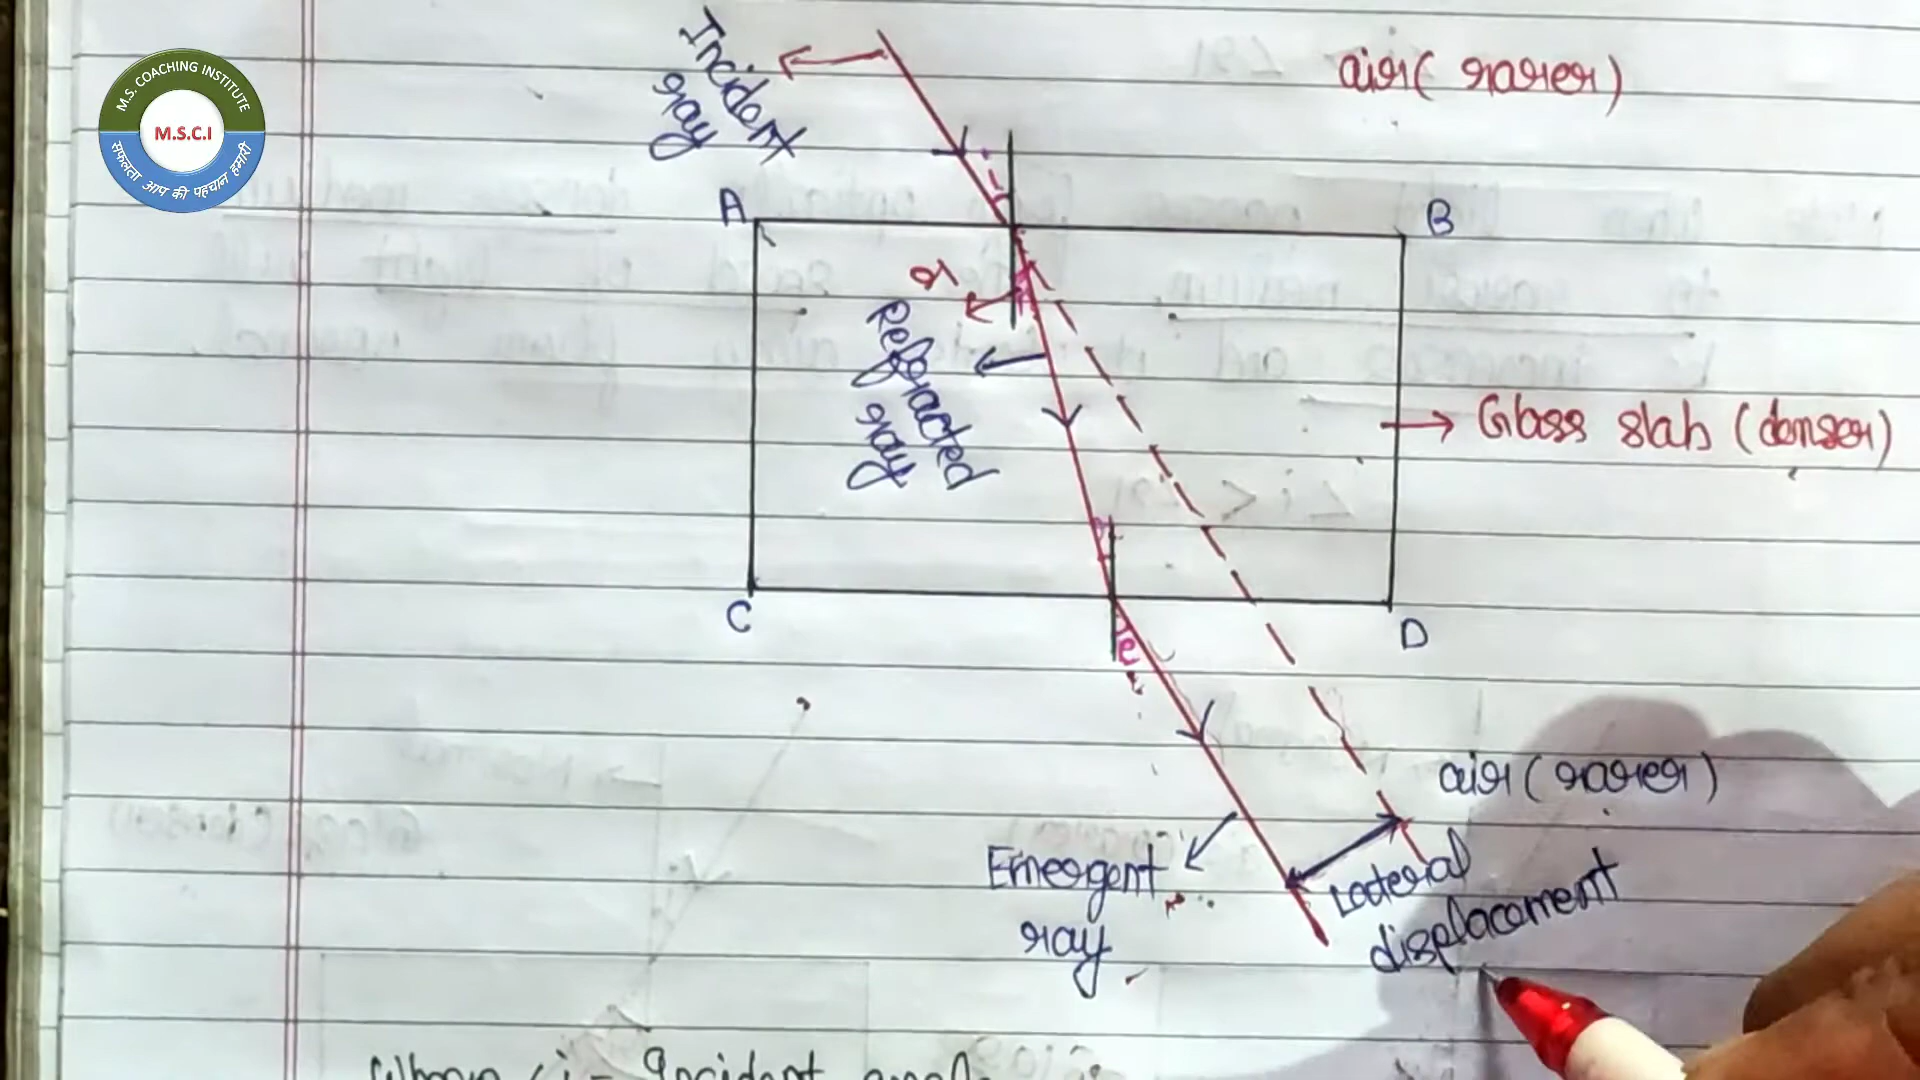 M.S. COACHING INSTITUTE
M.S.C.I
सफलता आप की पहचान हमारी
Incident
ray
air( rarer)
A
B
r
Refracted
ray
Glass slab (denser)
C
D
e
air( rarer)
Emergent
ray
Lateral
displacement